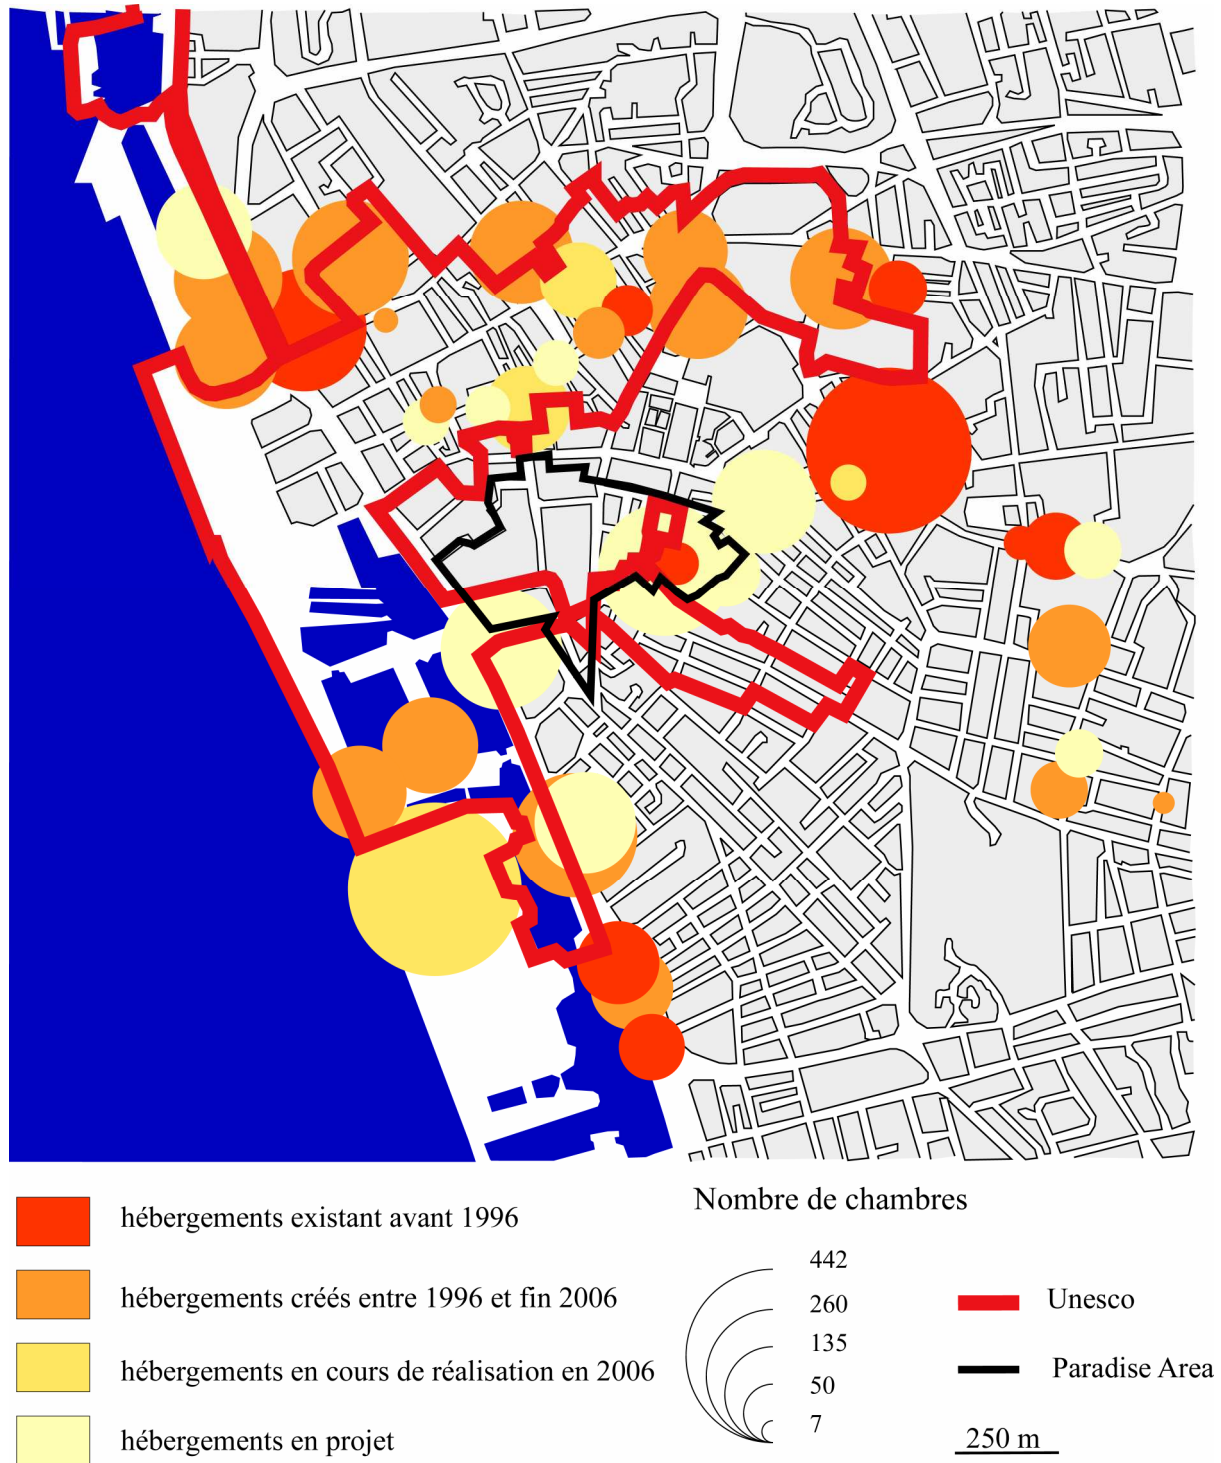 hébergements existant avant 1996
hébergements créés entre 1996 et fin 2006
hébergements en cours de réalisation en 2006
hébergements en projet
Nombre de chambres
442
260
135
50
7
Unesco
Paradise Area
250 m